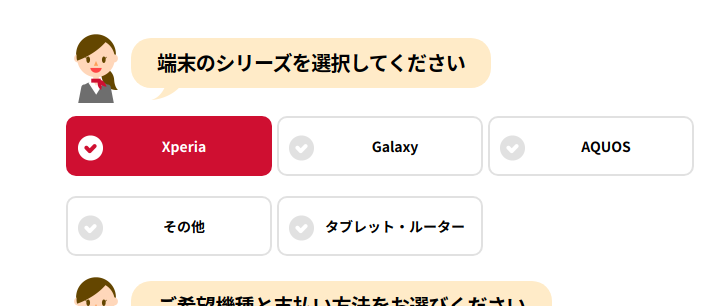 端末のシリーズを選択してください
Xperia
Galaxy
AQUOS
その他
タブレット・ルーター
ご希望機種と支払い方法をお選びください